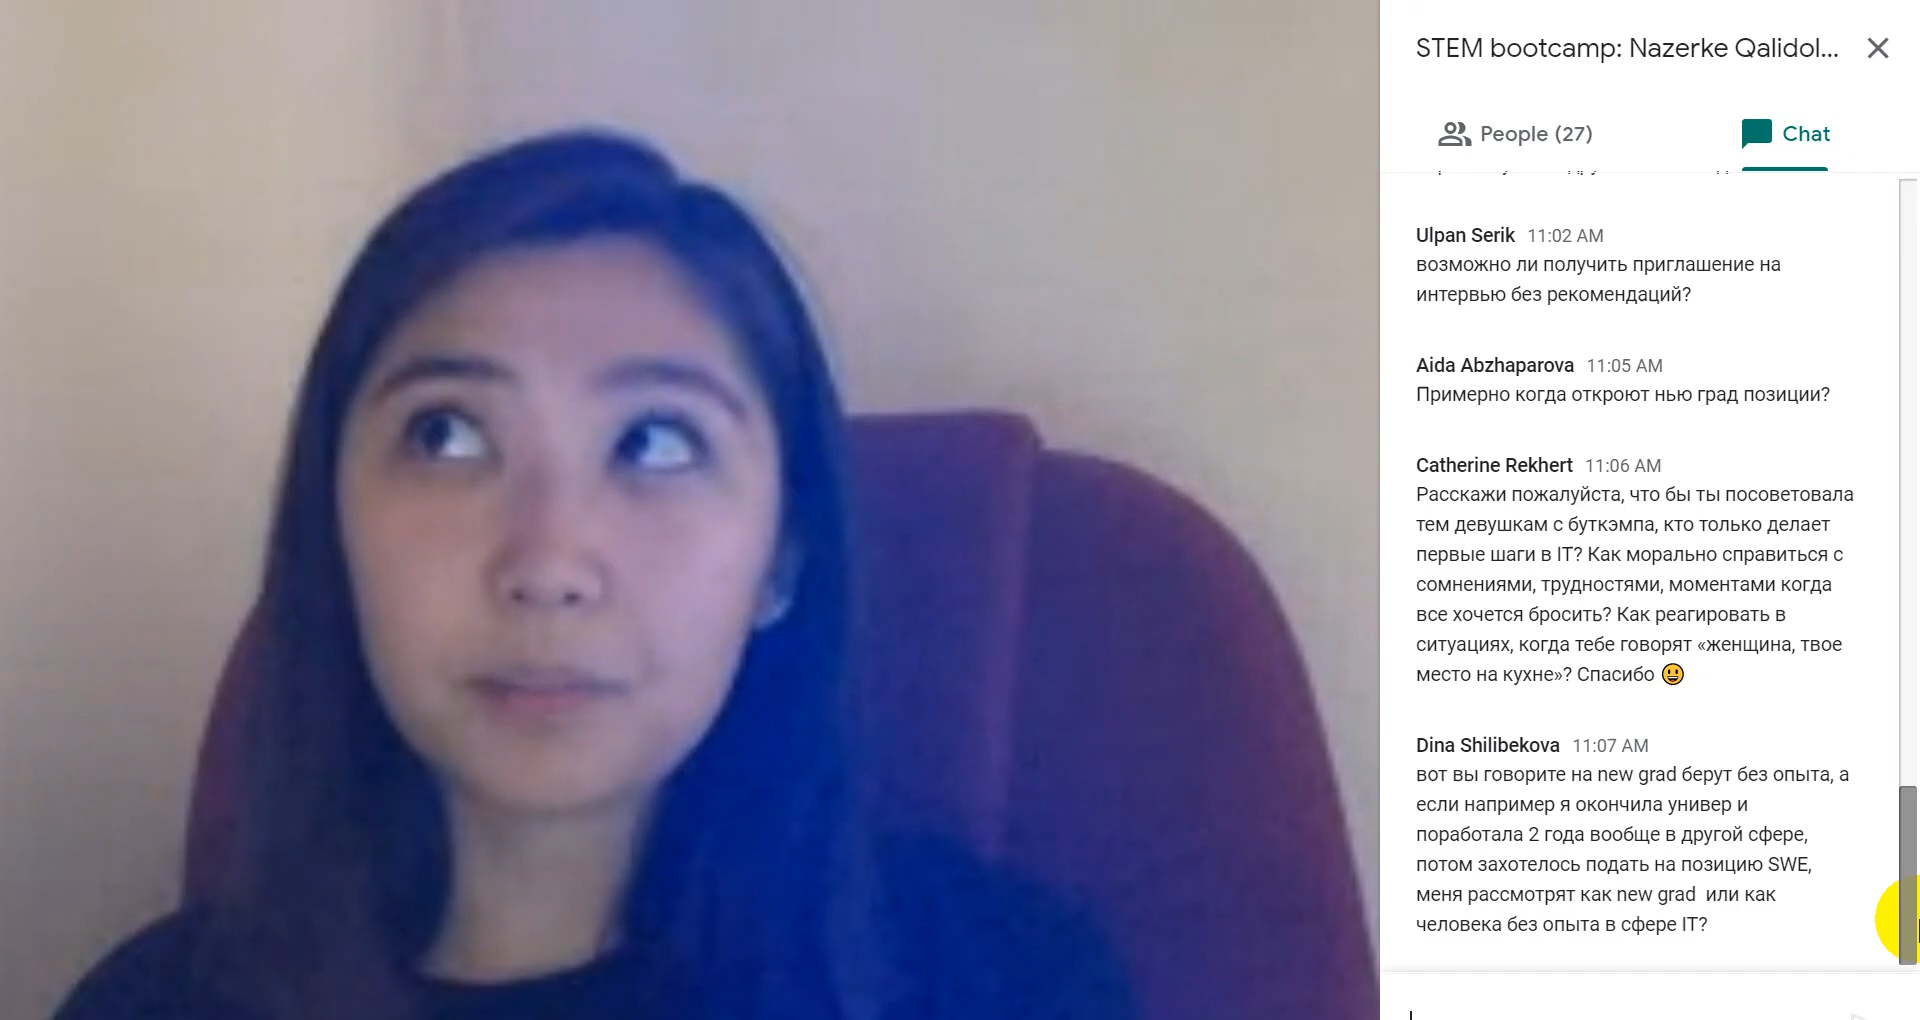 STEM bootcamp: Nazerke Qalidol...
People (27)
Chat
Ulpan Serik 11:02 AM
возможно ли получить приглашение на
интервью без рекомендаций?
Aida Abzhaparova 11:05 AM
Примерно когда откроют нью град позиции?
Catherine Rekhert 11:06 AM
Расскажи пожалуйста, что бы ты посоветовала
тем девушкам с буткэмпа, кто только делает
первые шаги в IT? Как морально справиться с
сомнениями, трудностями, моментами когда
все хочется бросить? Как реагировать в
ситуациях, когда тебе говорят «женщина, твое
место на кухне»? Спасибо 😃
Dina Shilibekova 11:07 AM
вот вы говорите на new grad берут без опыта, а
если например я окончила универ и
поработала 2 года вообще в другой сфере,
потом захотелось подать на позицию SWE,
меня рассмотрят как new grad  или как
человека без опыта в сфере IT?